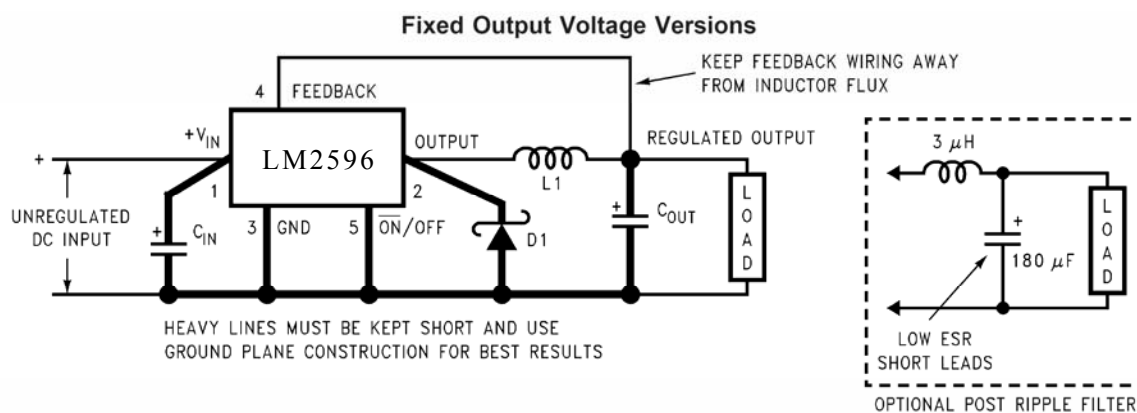 Fixed Output Voltage Versions
KEEP FEEDBACK WIRING AWAY
FROM INDUCTOR FLUX
4 FEEDBACK
+VIN
LM2596
OUTPUT
REGULATED OUTPUT
+
1
2
L1
UNREGULATED
DC INPUT
+
CIN
3 GND
5 ON/OFF
D1
+
COUT
LOAD
HEAVY LINES MUST BE KEPT SHORT AND USE
GROUND PLANE CONSTRUCTION FOR BEST RESULTS
3 μH
+
180 μF
LOAD
LOW ESR
SHORT LEADS
OPTIONAL POST RIPPLE FILTER